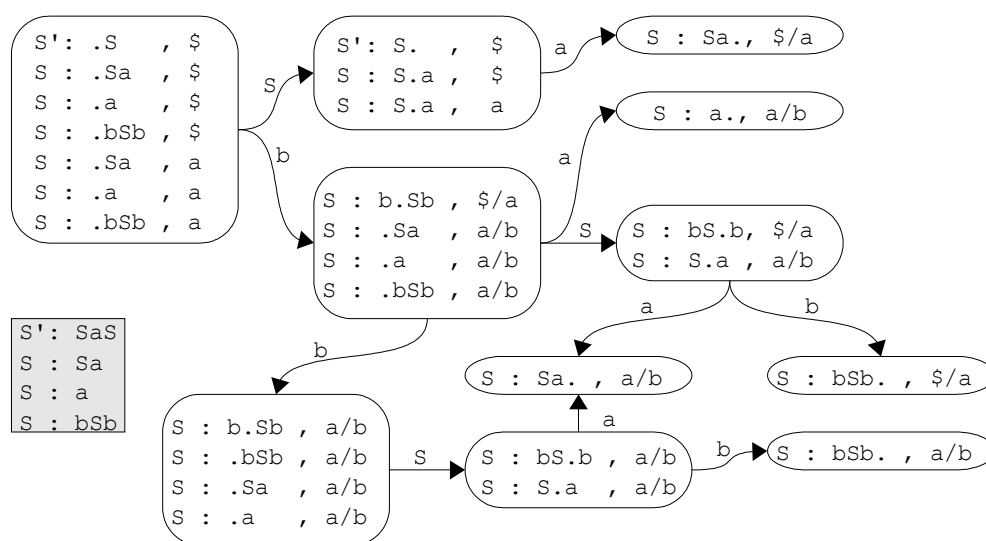 S': .S , $
S : .Sa , $
S : .a , $
S : .bSb , $
S : .Sa , a
S : .a , a
S : .bSb , a
S
b
S': S. , $
S : S.a , $
S : S.a , a
a
S : Sa., $/a
S : a., a/b
a
S : b.Sb , $/a
S : .Sa , a/b
S : .a , a/b
S : .bSb , a/b
S
S : bS.b, $/a
S : S.a , a/b
a
b
b
S': SaS
S : Sa
S : a
S : bSb
S : Sa. , a/b
S : bSb. , $/a
a
S : b.Sb , a/b
S : .bSb , a/b
S : .Sa , a/b
S : .a , a/b
S
S : bS.b , a/b
S : S.a , a/b
b
S : bSb. , a/b